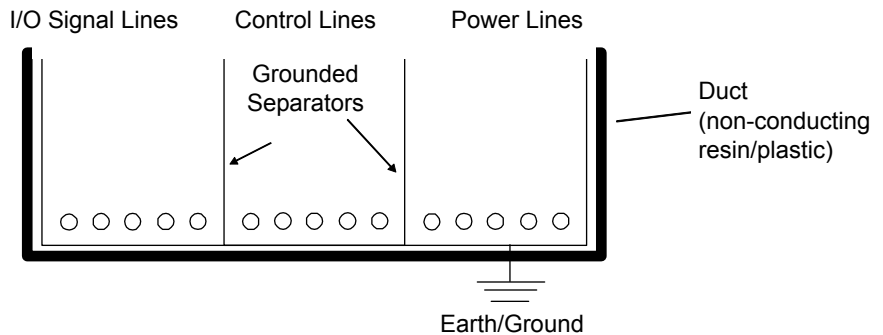 I/O Signal Lines
Control Lines
Power Lines
Grounded
Separators
Duct
(non-conducting
resin/plastic)
Earth/Ground